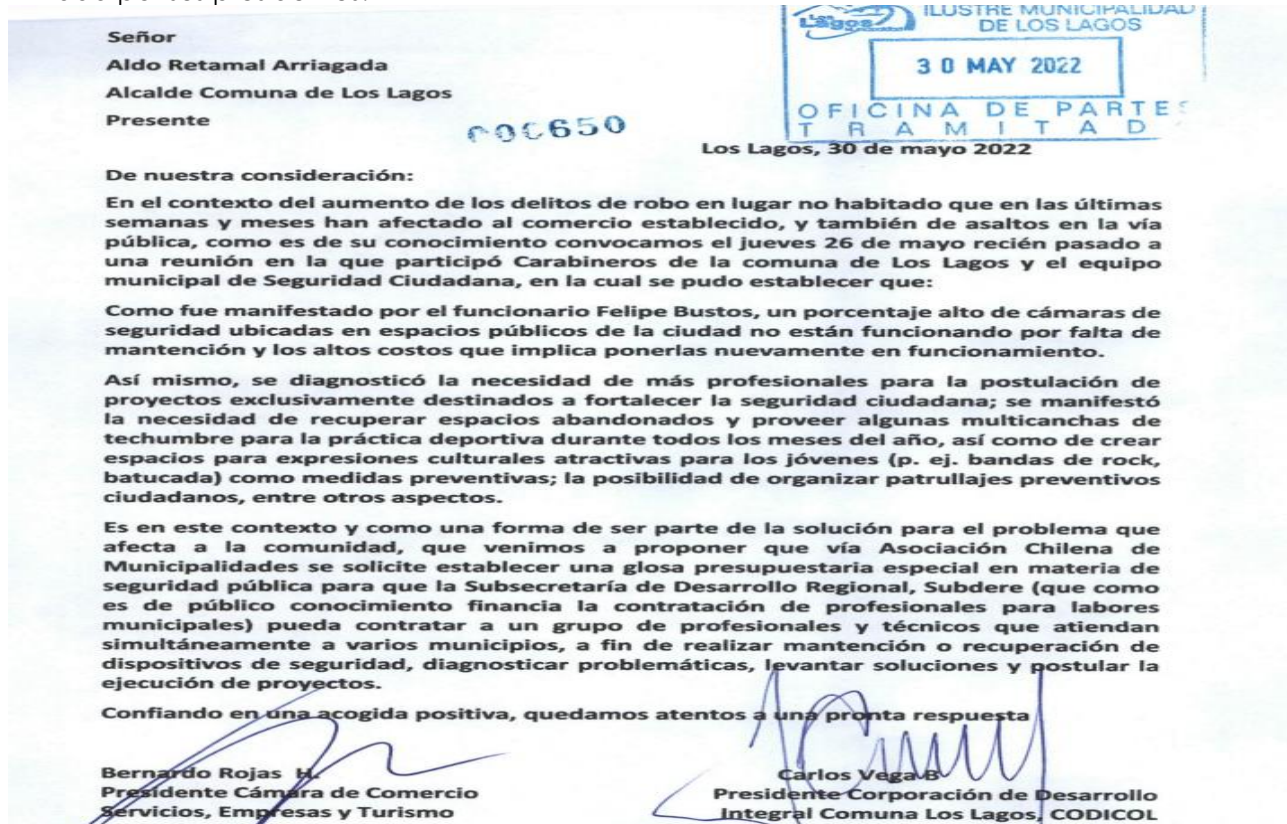 Señor
Aldo Retamal Arriagada
Alcalde Comuna de Los Lagos
Presente
ILUSTRE MUNICIPALIDAD
DE LOS LAGOS
30 MAY 2022
OFICINA DE PARTES
TRAMITAD
650
Los Lagos, 30 de mayo 2022
De nuestra consideración:
En el contexto del aumento de los delitos de robo en lugar no habitado que en las últimas
semanas y meses han afectado al comercio establecido, y también de asaltos en la vía
pública, como es de su conocimiento convocamos el jueves 26 de mayo recién pasado a
una reunión en la que participó Carabineros de la comuna de Los Lagos y el equipo
municipal de Seguridad Ciudadana, en la cual se pudo establecer que:
Como fue manifestado por el funcionario Felipe Bustos, un porcentaje alto de cámaras de
seguridad ubicadas en espacios públicos de la ciudad no están funcionando por falta de
mantención y los altos costos que implica ponerlas nuevamente en funcionamiento.
Así mismo, se diagnosticó la necesidad de más profesionales para la postulación de
proyectos exclusivamente destinados a fortalecer la seguridad ciudadana; se manifestó
la necesidad de recuperar espacios abandonados y proveer algunas multicanchas de
techumbre para la práctica deportiva durante todos los meses del año, así como de crear
espacios para expresiones culturales atractivas para los jóvenes (p. ej. bandas de rock,
batucada) como medidas preventivas; la posibilidad de organizar patrullajes preventivos
ciudadanos, entre otros aspectos.
Es en este contexto y como una forma de ser parte de la solución para el problema que
afecta a la comunidad, que venimos a proponer que vía Asociación Chilena de
Municipalidades se solicite establecer una glosa presupuestaria especial en materia de
seguridad pública para que la Subsecretaría de Desarrollo Regional, Subdere (que como
es de público conocimiento financia la contratación de profesionales para labores
municipales) pueda contratar a un grupo de profesionales y técnicos que atiendan
simultáneamente a varios municipios, a fin de realizar mantención o recuperación de
dispositivos de seguridad, diagnosticar problemáticas, levantar soluciones y postular la
ejecución de proyectos.
Confiando en una acogida positiva, quedamos atentos a una pronta respuesta
Bernardo Rojas H.
Presidente Cámara de Comercio
Servicios, Empresas y Turismo
Carlos Vega B
Presidente Corporación de Desarrollo
Integral Comuna Los Lagos, CODICOL